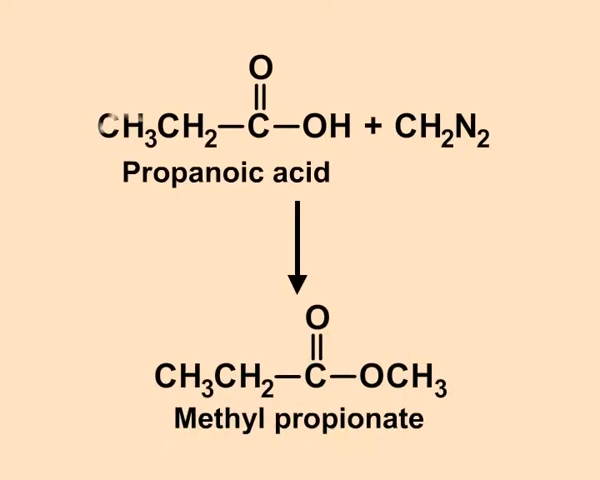 O
||
CH₃CH₂—C—OH + CH₂N₂
Propanoic acid
O
||
CH₃CH₂—C—OCH₃
Methyl propionate